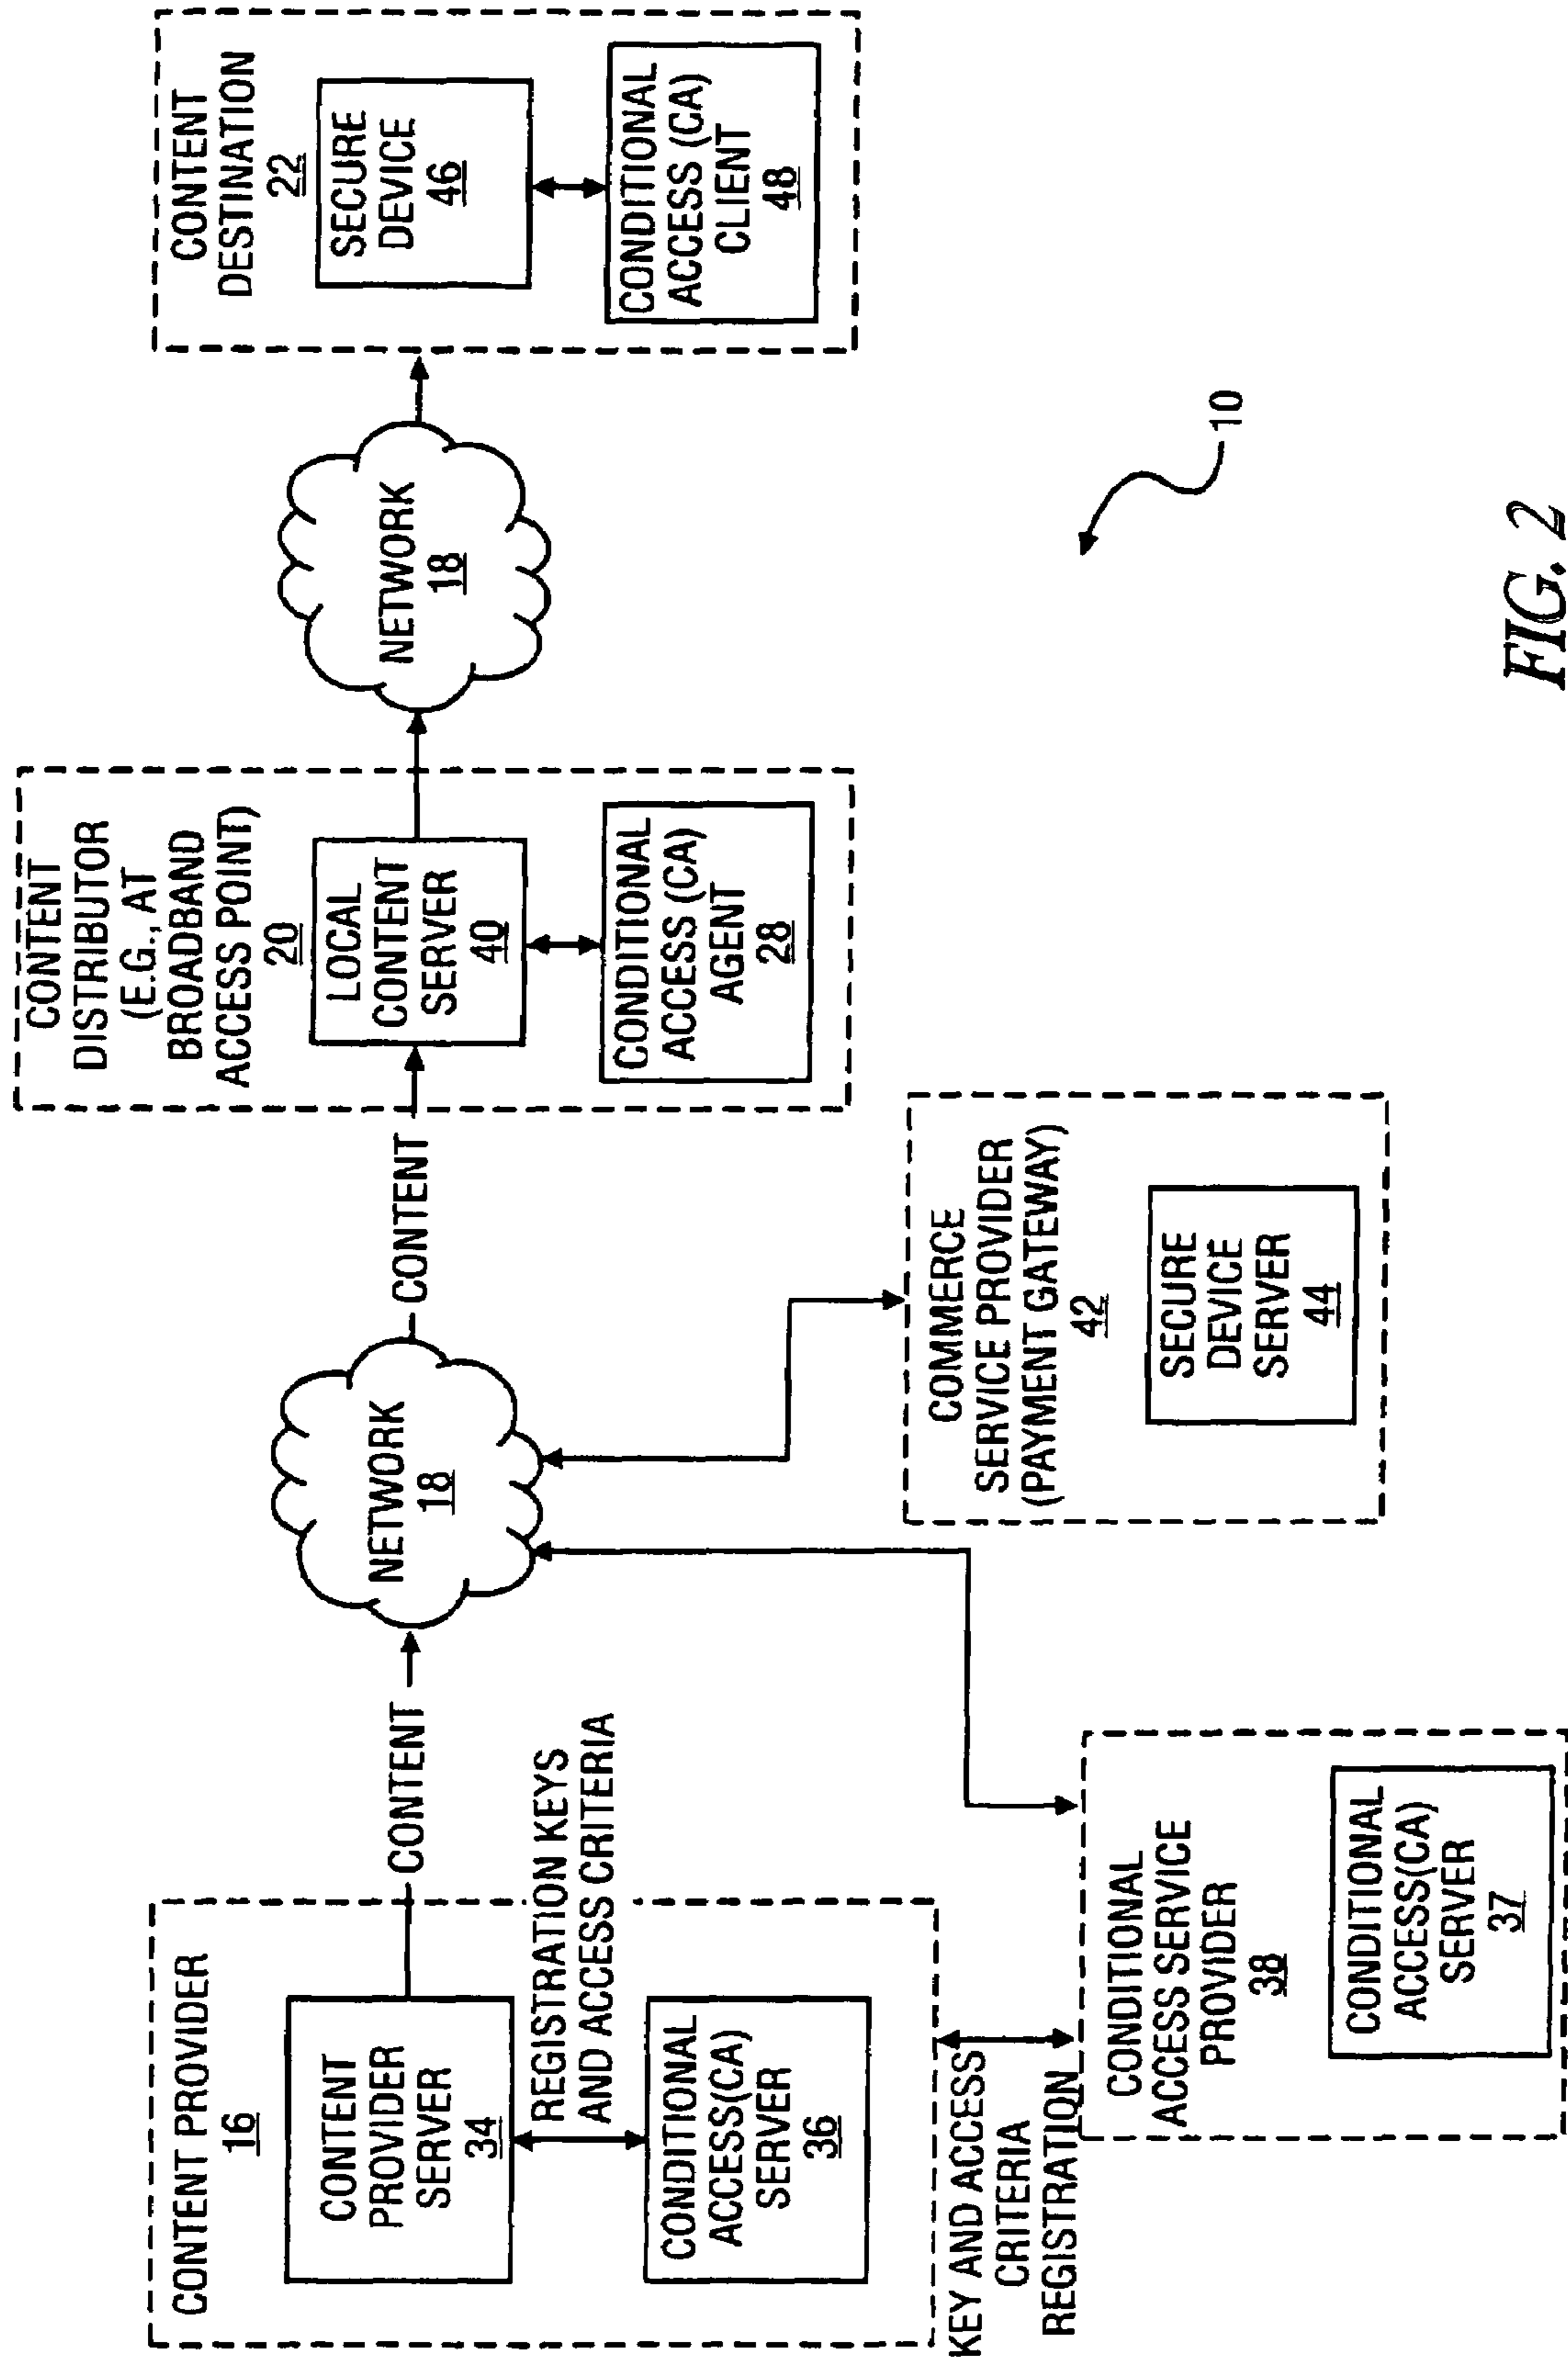 CONTENT PROVIDER
16
CONTENT
PROVIDER
SERVER
34
REGISTRATION KEYS
AND ACCESS CRITERIA
CONDITIONAL
ACCESS(CA)
SERVER
36
KEY AND ACCESS
CRITERIA
REGISTRATION
CONDITIONAL
ACCESS SERVICE
PROVIDER
38
CONDITIONAL
ACCESS(CA)
SERVER
37
CONTENT
NETWORK
18
CONTENT
COMMERCE
SERVICE PROVIDER
(PAYMENT GATEWAY)
42
SECURE
DEVICE
SERVER
44
CONTENT
DISTRIBUTOR
(E.G., AT
BROADBAND
ACCESS POINT)
20
LOCAL
CONTENT
SERVER
40
CONDITIONAL
ACCESS (CA)
AGENT
28
NETWORK
18
CONTENT
DESTINATION
22
SECURE
DEVICE
46
CONDITIONAL
ACCESS (CA)
CLIENT
48
10
FIG. 2